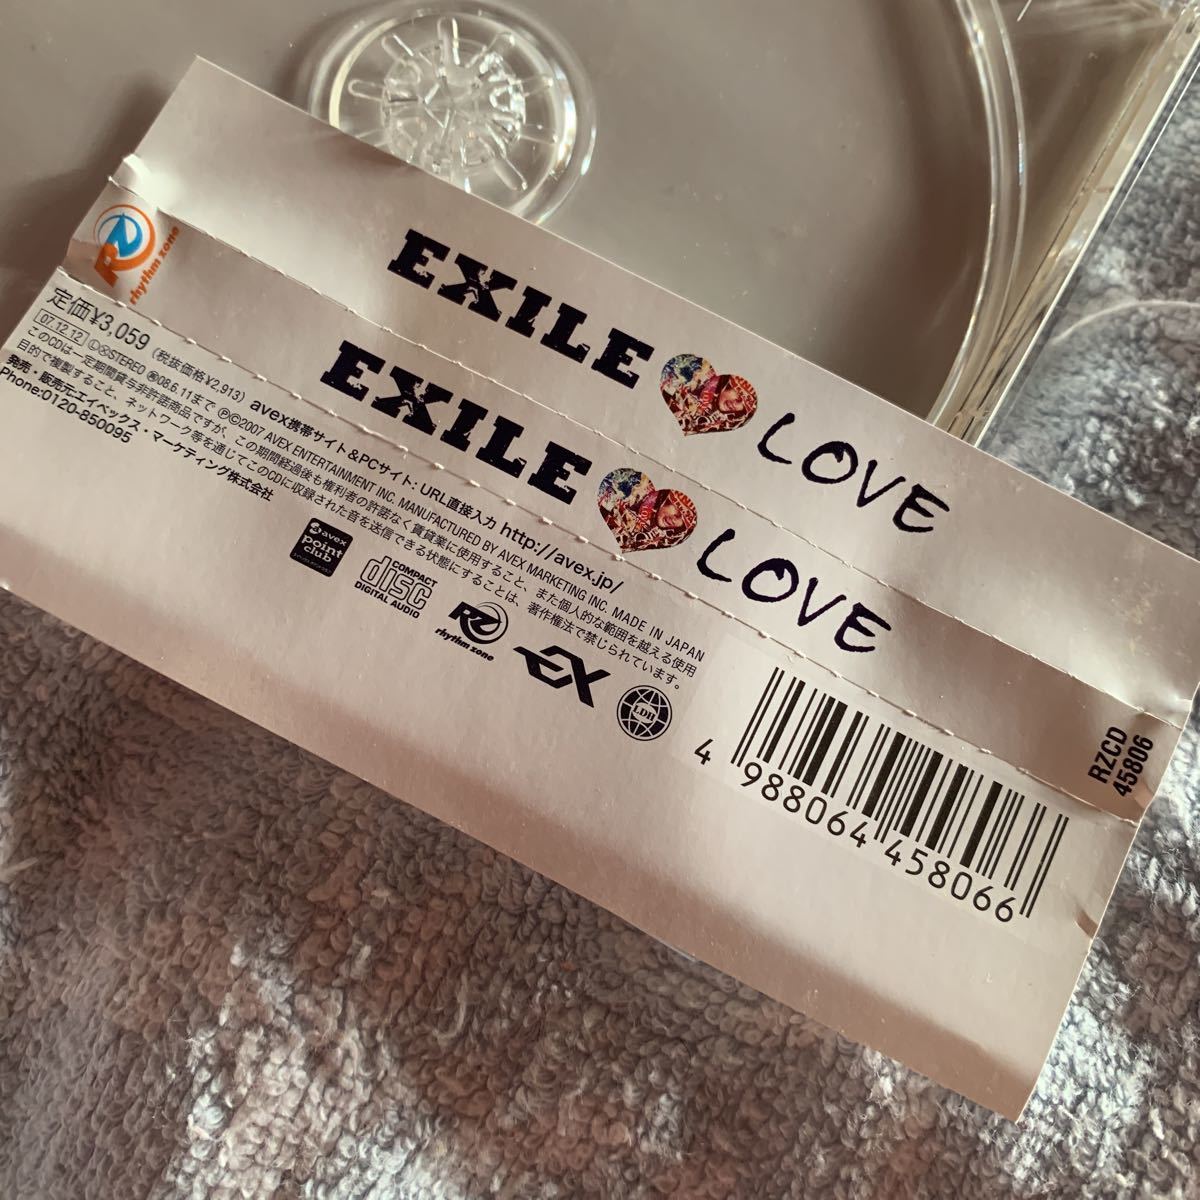 EXILE LOVE
rhythm zone
EXILE LOVE
RZCD
45806
定価¥3,059 (税抜価格¥2,913) avex携帯サイト&PCサイト: URL直接入力 http://avex.jp/
07.12.12 STEREO 08.6.11まで ℗©2007 AVEX ENTERTAINMENT INC. MANUFACTURED BY AVEX MARKETING INC. MADE IN JAPAN
このCDは一定期間貸与非許諾商品ですが、この期間経過後も権利者の許諾なく賃貸業に使用すること、また個人的な範囲を越える使用
目的で複製すること、ネットワーク等を通じてこのCDに収録された音を送信できる状態にすることは、著作権法で禁じられています。
発売・販売元:エイベックス・マーケティング株式会社
Phone:0120-850095
avex
point
club
COMPACT
disc
DIGITAL AUDIO
rhythm zone
EX
LDH
4 988064 458066